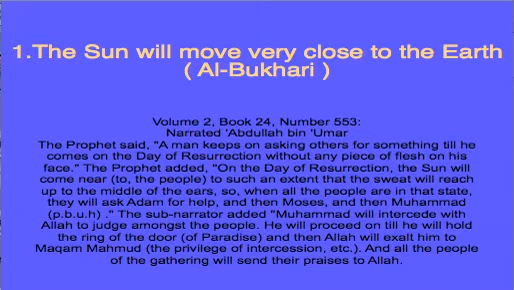 1.The Sun will move very close to the Earth
( Al-Bukhari )
Volume 2, Book 24, Number 553:
Narrated 'Abdullah bin 'Umar
The Prophet said, "A man keeps on asking others for something till he
comes on the Day of Resurrection without any piece of flesh on his
face." The Prophet added, "On the Day of Resurrection, the Sun will
come near (to, the people) to such an extent that the sweat will reach
up to the middle of the ears, so, when all the people are in that state,
they will ask Adam for help, and then Moses, and then Muhammad
(p.b.u.h) ." The sub-narrator added "Muhammad will intercede with
Allah to judge amongst the people. He will proceed on till he will hold
the ring of the door (of Paradise) and then Allah will exalt him to
Maqam Mahmud (the privilege of intercession, etc.). And all the people
of the gathering will send their praises to Allah.